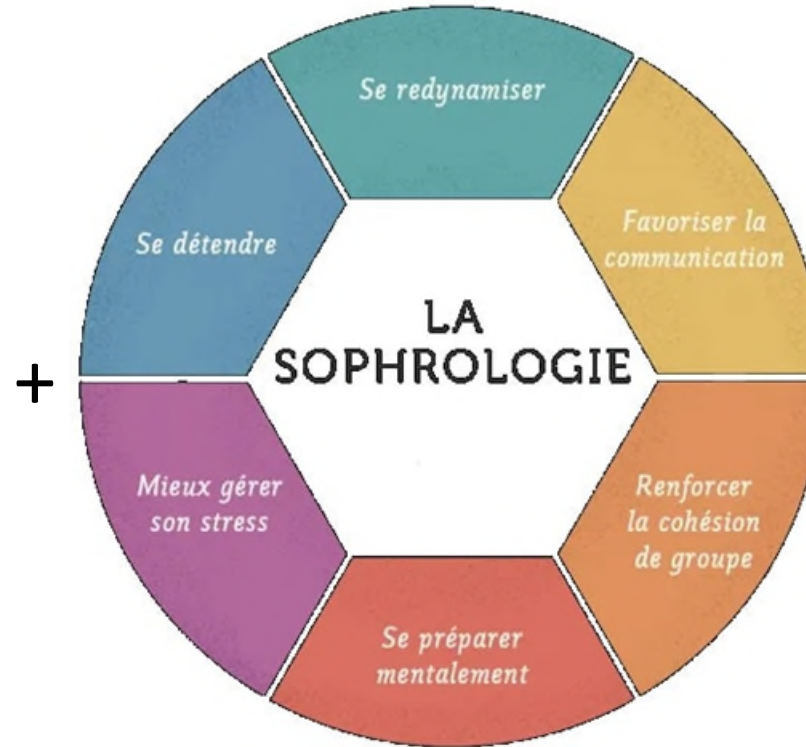 Se redynamiser
Favoriser la
communication
Se détendre
LA
SOPHROLOGIE
+
Mieux gérer
son stress
Renforcer
la cohésion
de groupe
Se préparer
mentalement